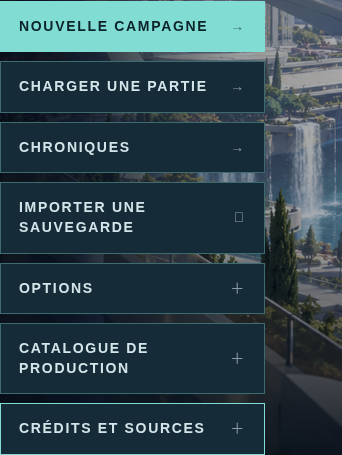 NOUVELLE CAMPAGNE →
CHARGER UNE PARTIE →
CHRONIQUES →
IMPORTER UNE
SAUVEGARDE
OPTIONS +
CATALOGUE DE
PRODUCTION +
CRÉDITS ET SOURCES +